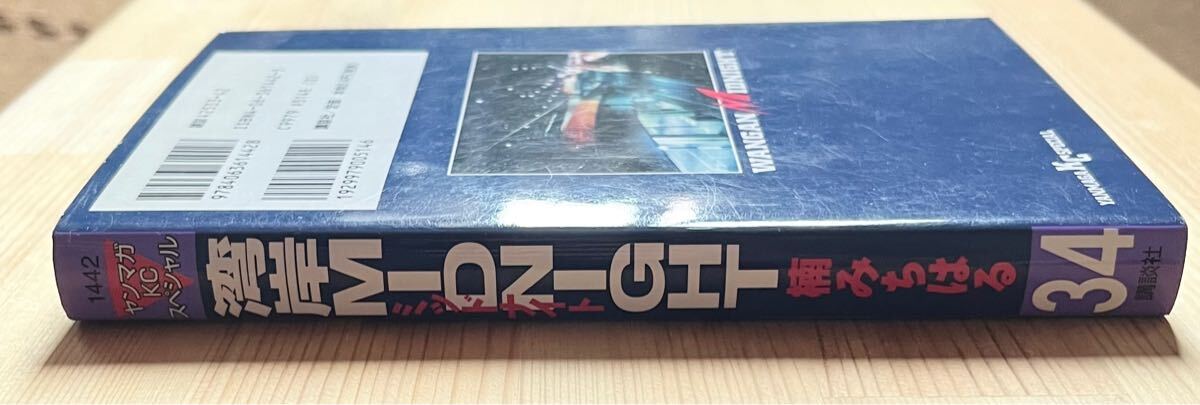 1442
ヤンマガ
KC
スペシャル
湾岸MIDNIGHT
ミッドナイト
楠みちはる
34
講談社
WANGAN MIDNIGHT
9784063614428
1929979005146